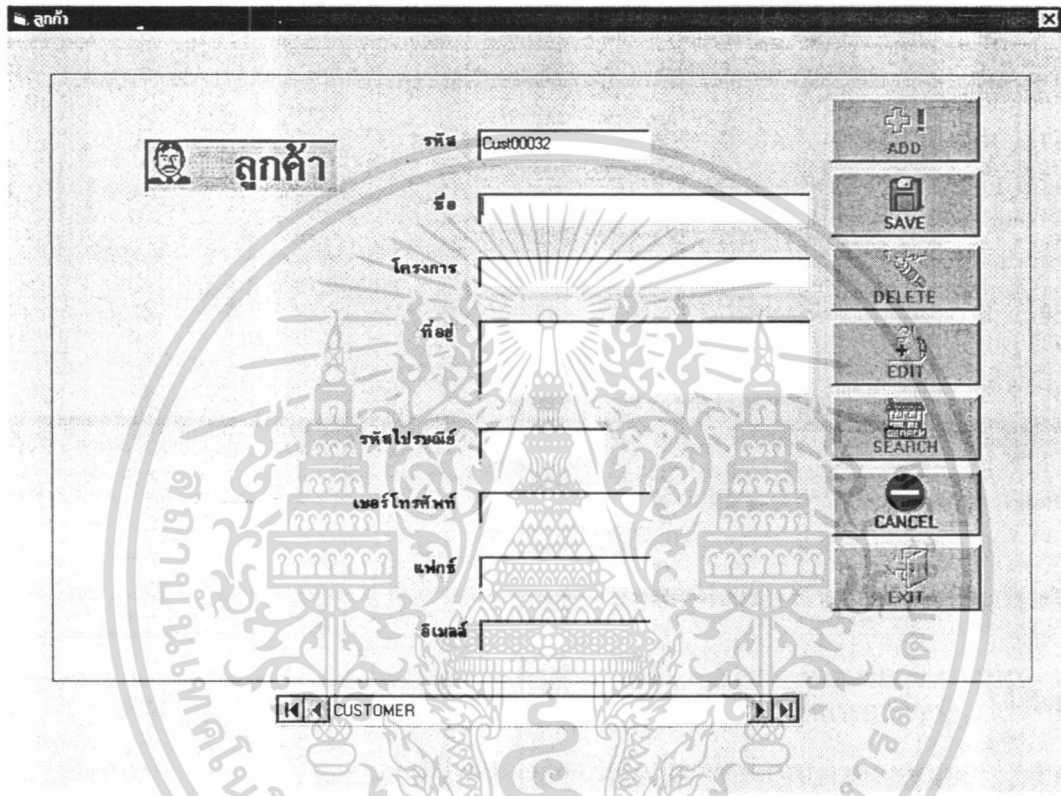 ลูกค้า
ลูกค้า
รหัส Cust00032
ชื่อ
โครงการ
ที่อยู่
รหัสไปรษณีย์
เบอร์โทรศัพท์
แฟกซ์
อีเมลล์
ADD
SAVE
DELETE
EDIT
SEARCH
CANCEL
EXIT
CUSTOMER